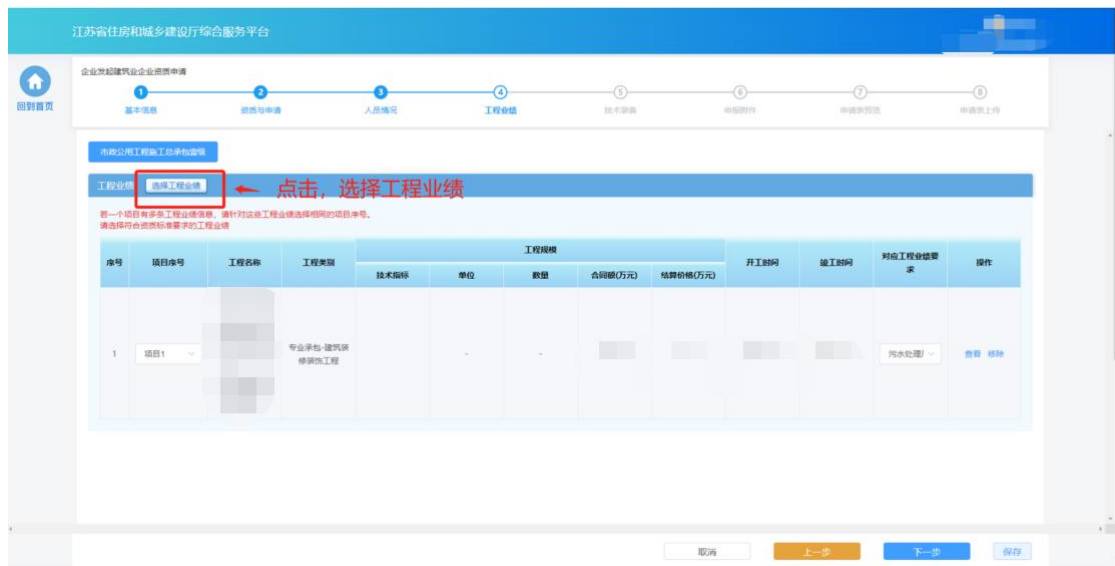 江苏省住房和城乡建设厅综合服务平台
回到首页
企业发起建筑业企业资质申请
1 2 3 4 5 6 7 8
基本信息 资质与申请 人员情况 工程业绩 技术装备 申报附件 申请表预览 申请表上传
市政公用工程施工总承包壹级
工程业绩 选择工程业绩 点击，选择工程业绩
若一个项目有多条工程业绩信息，请针对这些工程业绩选择相同的项目序号。
请选择符合资质标准要求的工程业绩
序号 项目序号 工程名称 工程类别 工程规模 开工时间 竣工时间 对应工程业绩要求 操作
技术指标 单位 数量 合同额(万元) 结算价格(万元)
1 项目1 专业承包-建筑装 - - 污水处理厂 查看 移除
修装饰工程
取消 上一步 下一步 保存